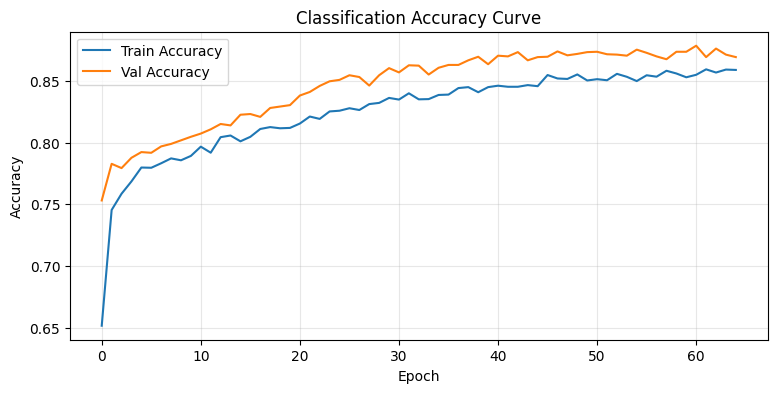 Classification Accuracy Curve
Train Accuracy
Val Accuracy
Accuracy
0.85
0.80
0.75
0.70
0.65
0 10 20 30 40 50 60
Epoch